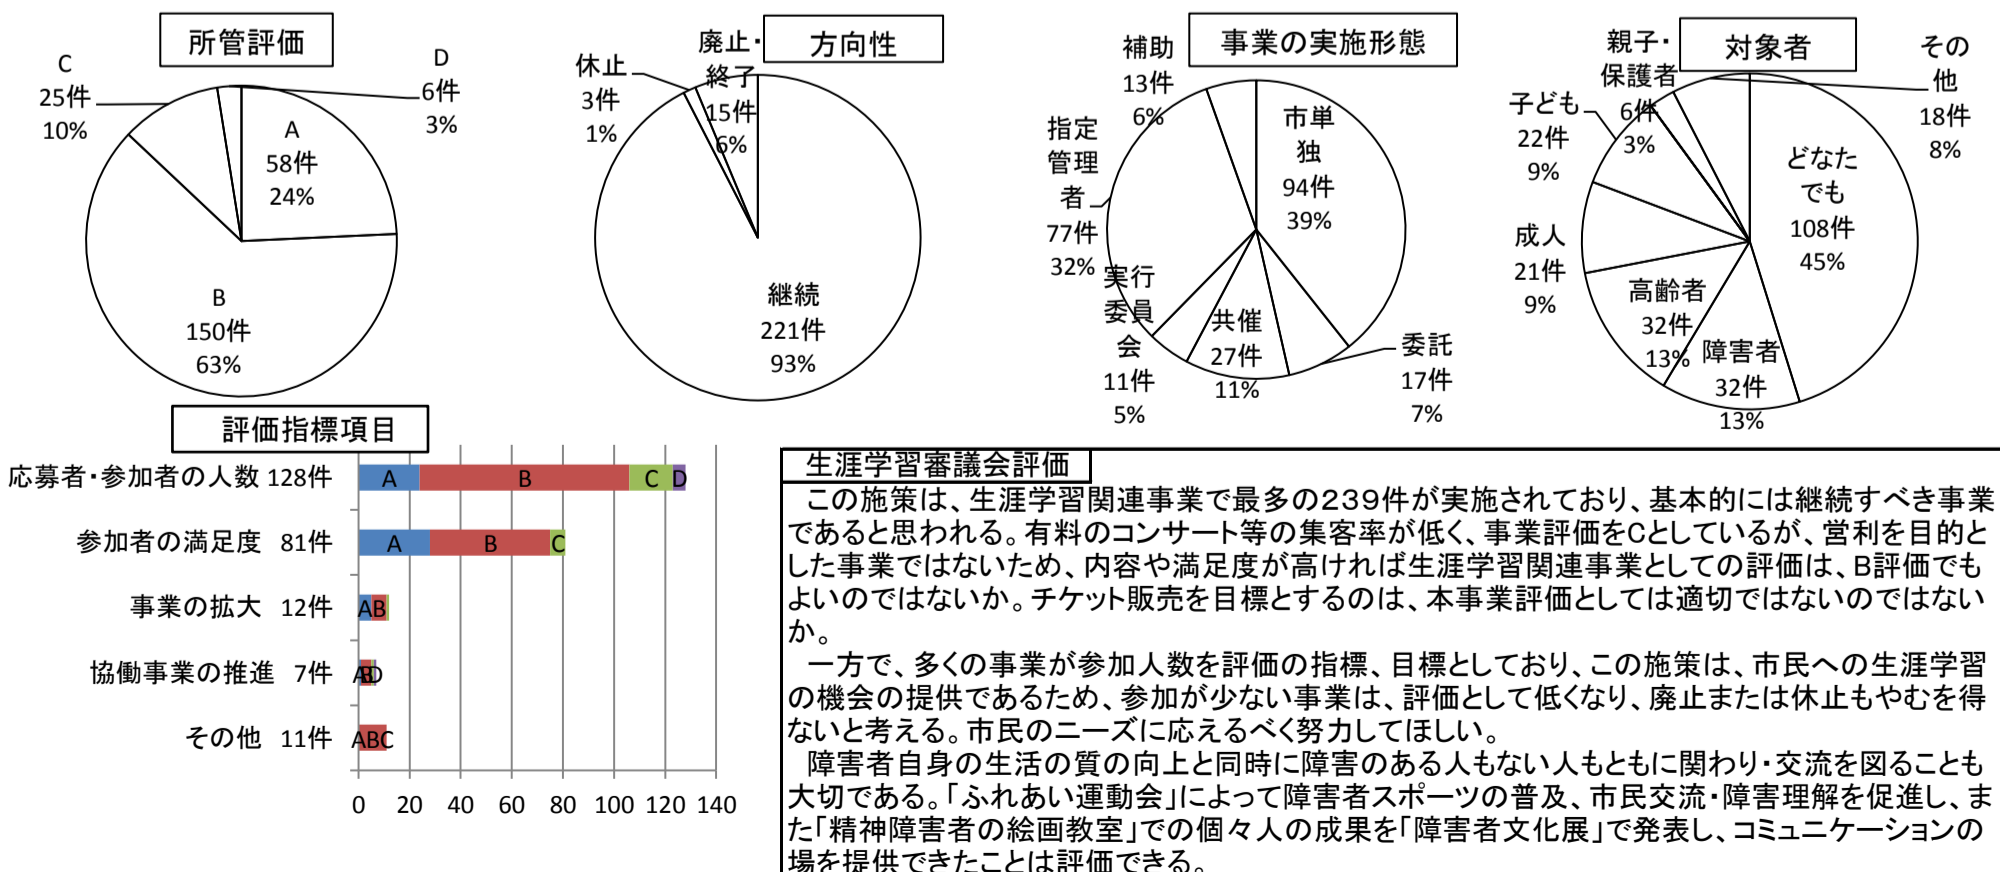 所管評価
C
25件
10%
D
6件
3%
A
58件
24%
B
150件
63%
方向性
休止
3件
1%
廃止・
終了
15件
6%
継続
221件
93%
事業の実施形態
補助
13件
6%
市単
独
94件
39%
指定
管理
者
77件
32%
実行
委員
会
11件
5%
共催
27件
11%
委託
17件
7%
対象者
親子・
保護者
6件
3%
その
他
18件
8%
子ども
22件
9%
どなた
でも
108件
45%
成人
21件
9%
高齢者
32件
13%
障害者
32件
13%
評価指標項目
応募者・参加者の人数 128件
A B C D
参加者の満足度 81件
A B C
事業の拡大 12件
A B
協働事業の推進 7件
A B D
その他 11件
A B C
0 20 40 60 80 100 120 140
生涯学習審議会評価
この施策は、生涯学習関連事業で最多の239件が実施されており、基本的には継続すべき事業
であると思われる。有料のコンサート等の集客率が低く、事業評価をCとしているが、営利を目的と
した事業ではないため、内容や満足度が高ければ生涯学習関連事業としての評価は、B評価でも
よいのではないか。チケット販売を目標とするのは、本事業評価としては適切ではないのではない
か。
一方で、多くの事業が参加人数を評価の指標、目標としており、この施策は、市民への生涯学習
の機会の提供であるため、参加が少ない事業は、評価として低くなり、廃止または休止もやむを得
ないと考える。市民のニーズに応えるべく努力してほしい。
障害者自身の生活の質の向上と同時に障害のある人もない人もともに関わり・交流を図ることも
大切である。「ふれあい運動会」によって障害者スポーツの普及、市民交流・障害理解を促進し、ま
た「精神障害者の絵画教室」での個々人の成果を「障害者文化展」で発表し、コミュニケーションの
場を提供できたことは評価できる。